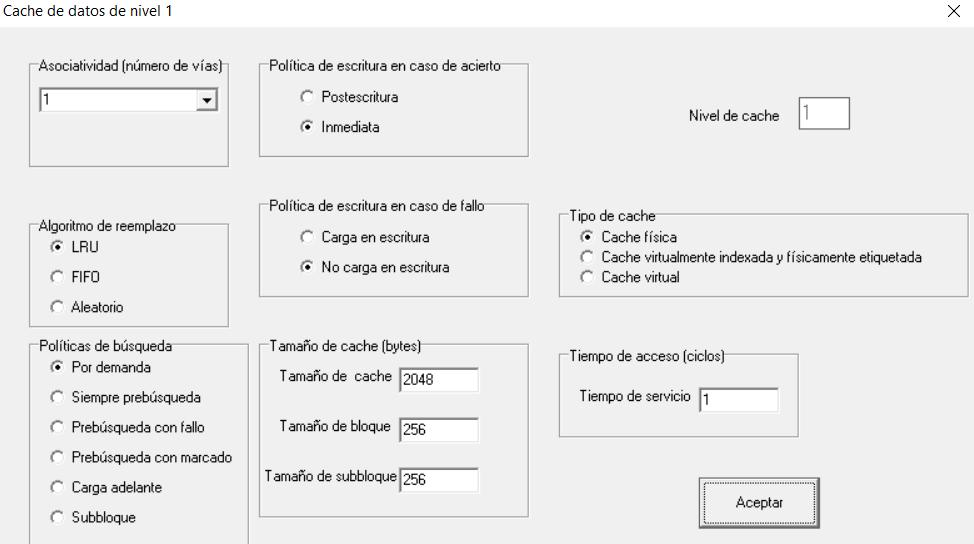 Cache de datos de nivel 1
Asociatividad (número de vías)
1
Política de escritura en caso de acierto
Postescritura
Inmediata
Nivel de cache 1
Algoritmo de reemplazo
LRU
FIFO
Aleatorio
Política de escritura en caso de fallo
Carga en escritura
No carga en escritura
Tipo de cache
Cache física
Cache virtualmente indexada y físicamente etiquetada
Cache virtual
Políticas de búsqueda
Por demanda
Siempre prebúsqueda
Prebúsqueda con fallo
Prebúsqueda con marcado
Carga adelante
Subbloque
Tamaño de cache (bytes)
Tamaño de cache 2048
Tamaño de bloque 256
Tamaño de subbloque 256
Tiempo de acceso (ciclos)
Tiempo de servicio 1
Aceptar